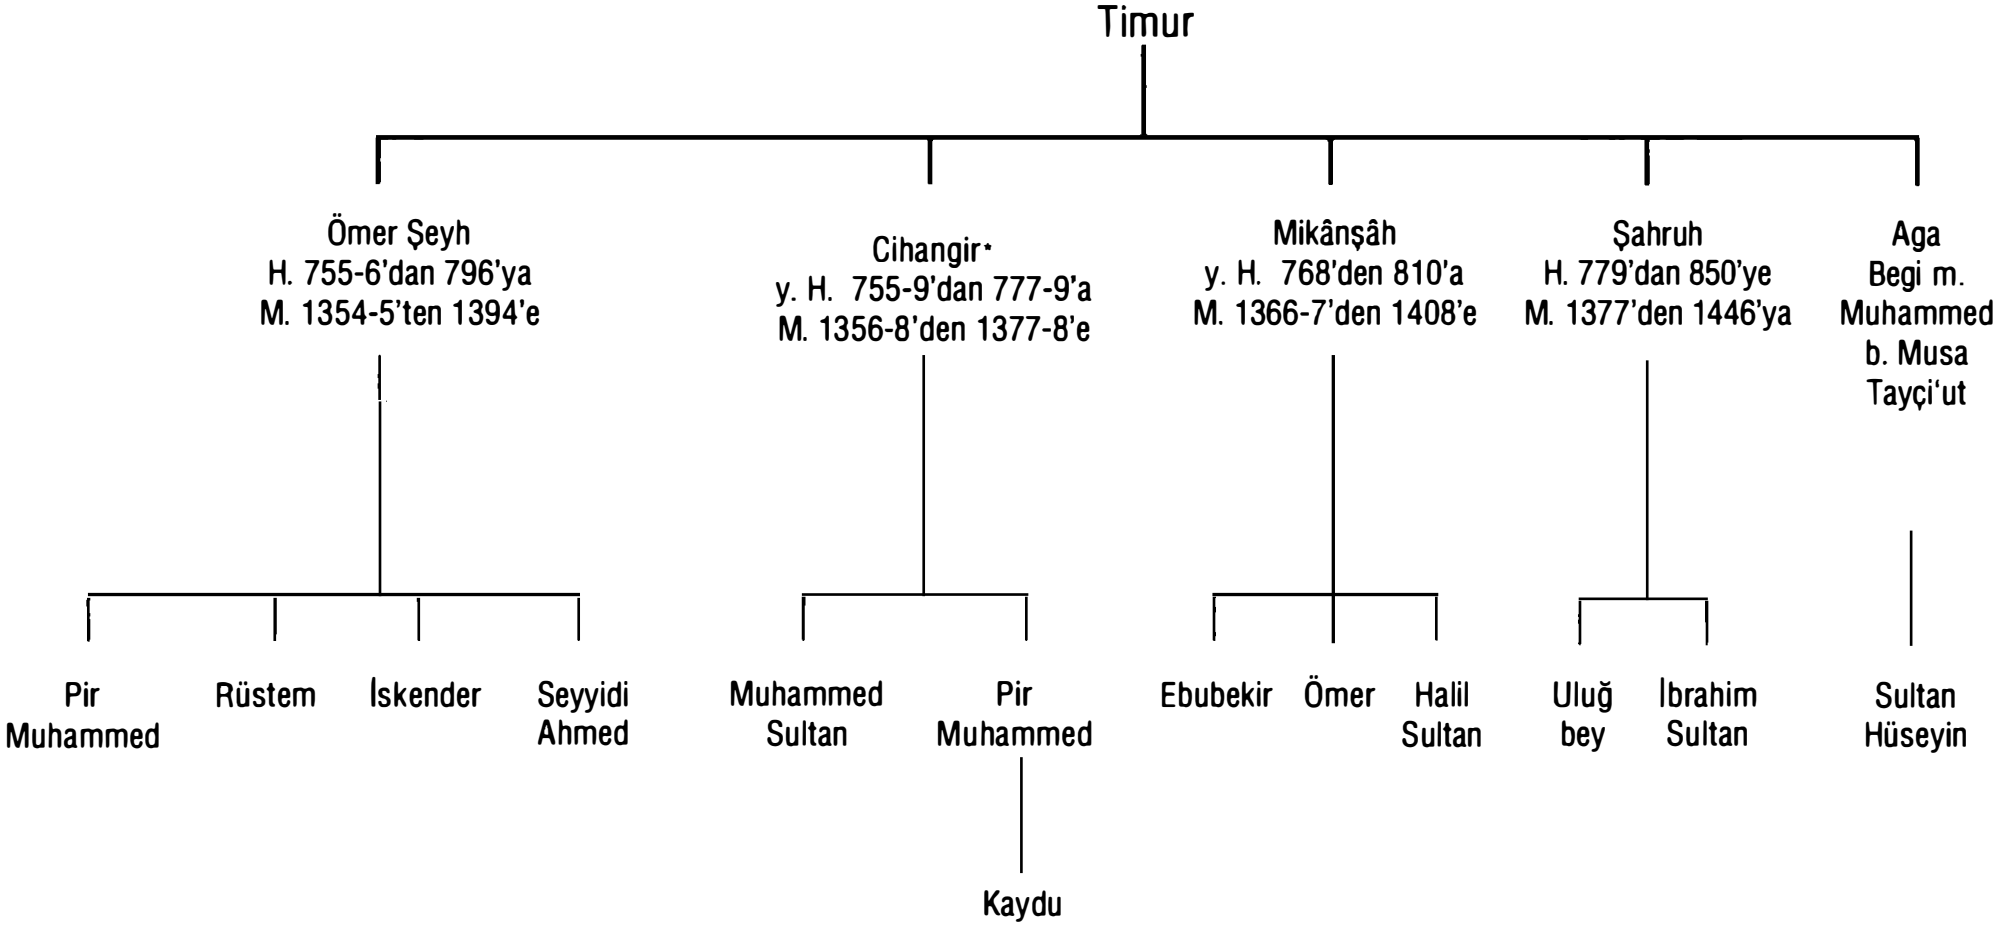 Timur
Ömer Şeyh
H. 755-6'dan 796'ya
M. 1354-5'ten 1394'e
Cihangir*
y. H. 755-9'dan 777-9'a
M. 1356-8'den 1377-8'e
Mikânşâh
y. H. 768'den 810'a
M. 1366-7'den 1408'e
Şahruh
H. 779'dan 850'ye
M. 1377'den 1446'ya
Aga
Begi m.
Muhammed
b. Musa
Tayçi‘ut
Pir
Muhammed
Rüstem
İskender
Seyyidi
Ahmed
Muhammed
Sultan
Pir
Muhammed
Ebubekir
Ömer
Halil
Sultan
Uluğ
bey
İbrahim
Sultan
Sultan
Hüseyin
Kaydu